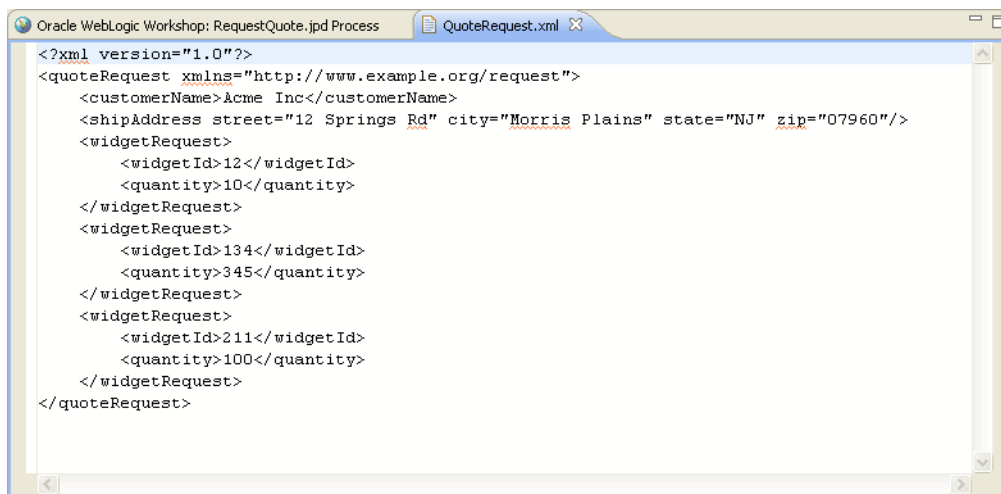 Oracle WebLogic Workshop: RequestQuote.jpd Process
QuoteRequest.xml
<?xml version="1.0"?>
<quoteRequest xmlns="http://www.example.org/request">
    <customerName>Acme Inc</customerName>
    <shipAddress street="12 Springs Rd" city="Morris Plains" state="NJ" zip="07960"/>
    <widgetRequest>
        <widgetId>12</widgetId>
        <quantity>10</quantity>
    </widgetRequest>
    <widgetRequest>
        <widgetId>134</widgetId>
        <quantity>345</quantity>
    </widgetRequest>
    <widgetRequest>
        <widgetId>211</widgetId>
        <quantity>100</quantity>
    </widgetRequest>
</quoteRequest>